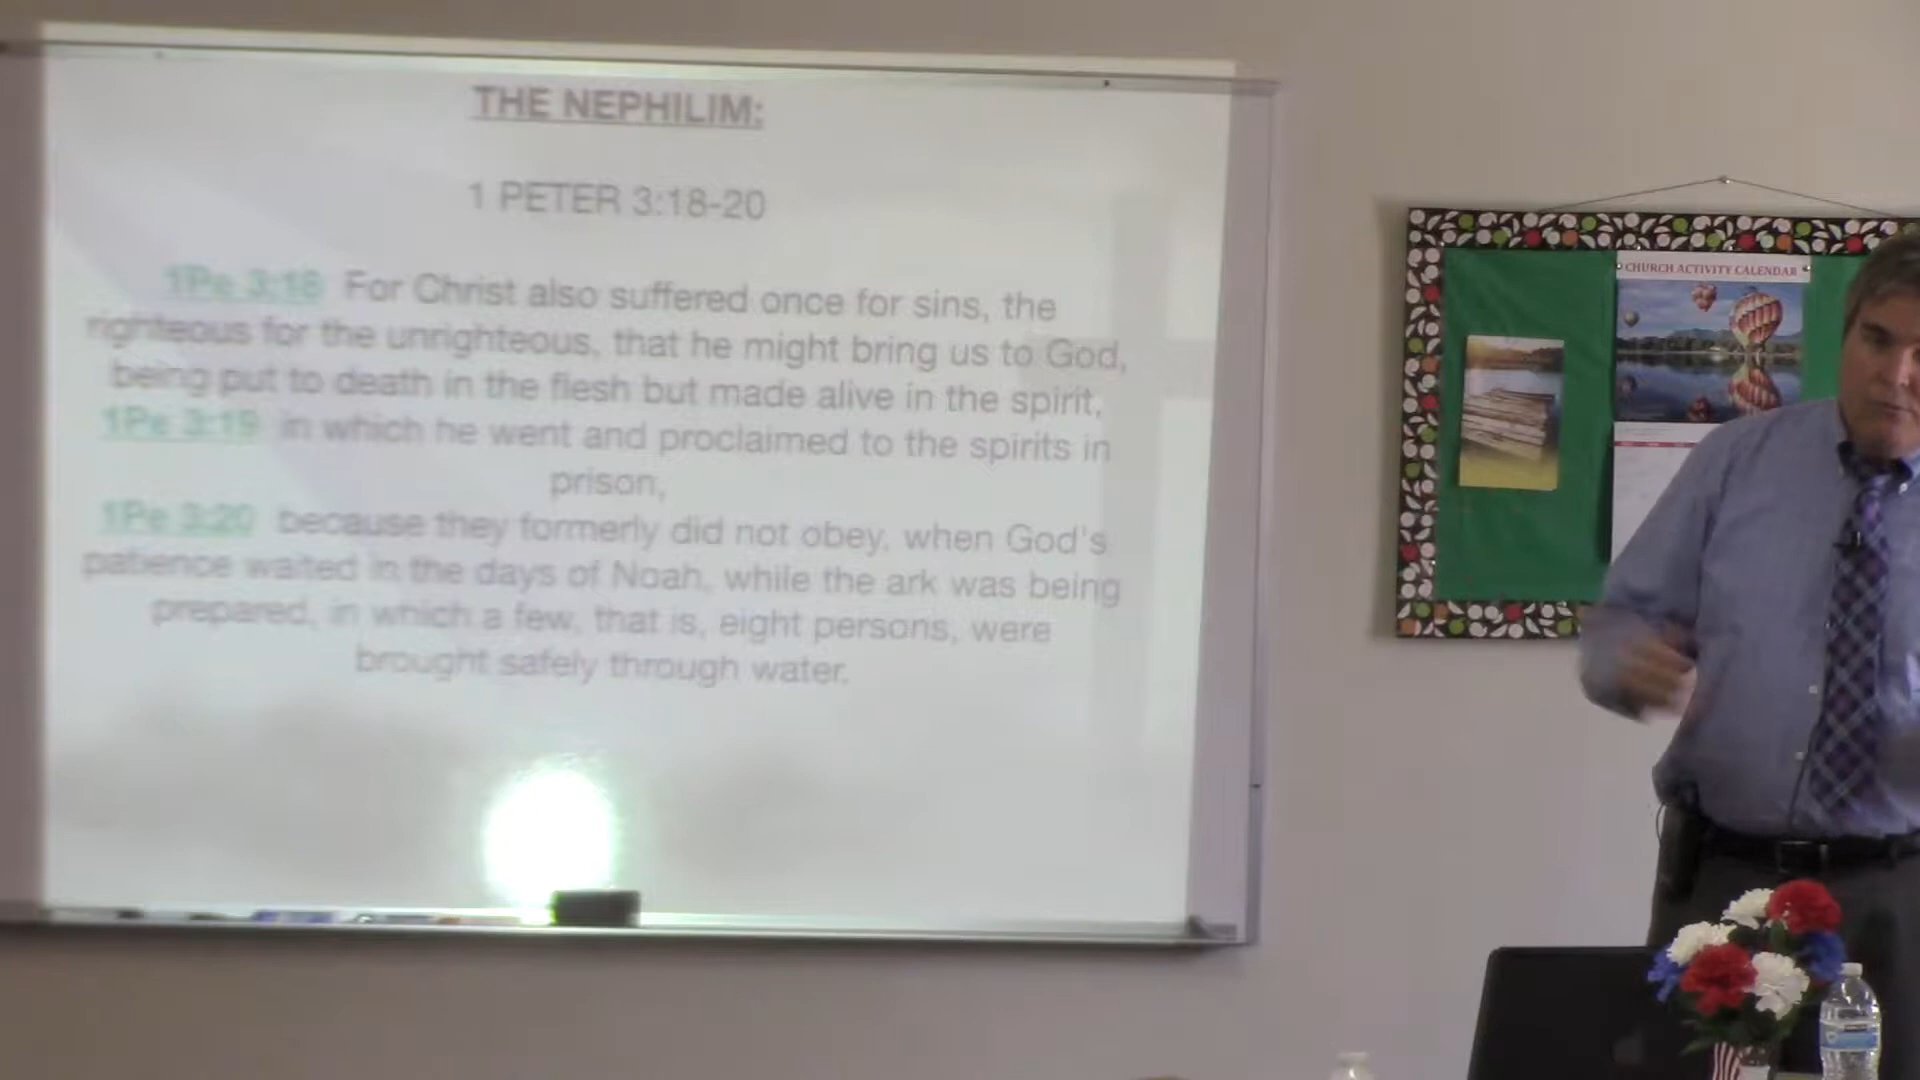 THE NEPHILIM:
1 PETER 3:18-20
1Pe 3:18 For Christ also suffered once for sins, the
righteous for the unrighteous, that he might bring us to God,
being put to death in the flesh but made alive in the spirit,
1Pe 3:19 in which he went and proclaimed to the spirits in
prison,
1Pe 3:20 because they formerly did not obey, when God's
patience waited in the days of Noah, while the ark was being
prepared, in which a few, that is, eight persons, were
brought safely through water.
CHURCH ACTIVITY CALENDAR